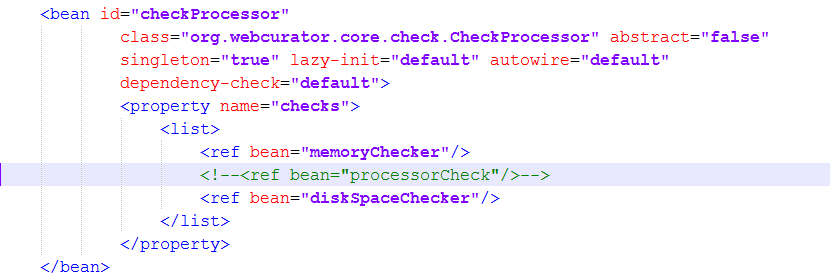 <bean id="checkProcessor"
class="org.webcurator.core.check.CheckProcessor" abstract="false"
singleton="true" lazy-init="default" autowire="default"
dependency-check="default">
<property name="checks">
<list>
<ref bean="memoryChecker"/>
<!--<ref bean="processorCheck"/>-->
<ref bean="diskSpaceChecker"/>
</list>
</property>
</bean>